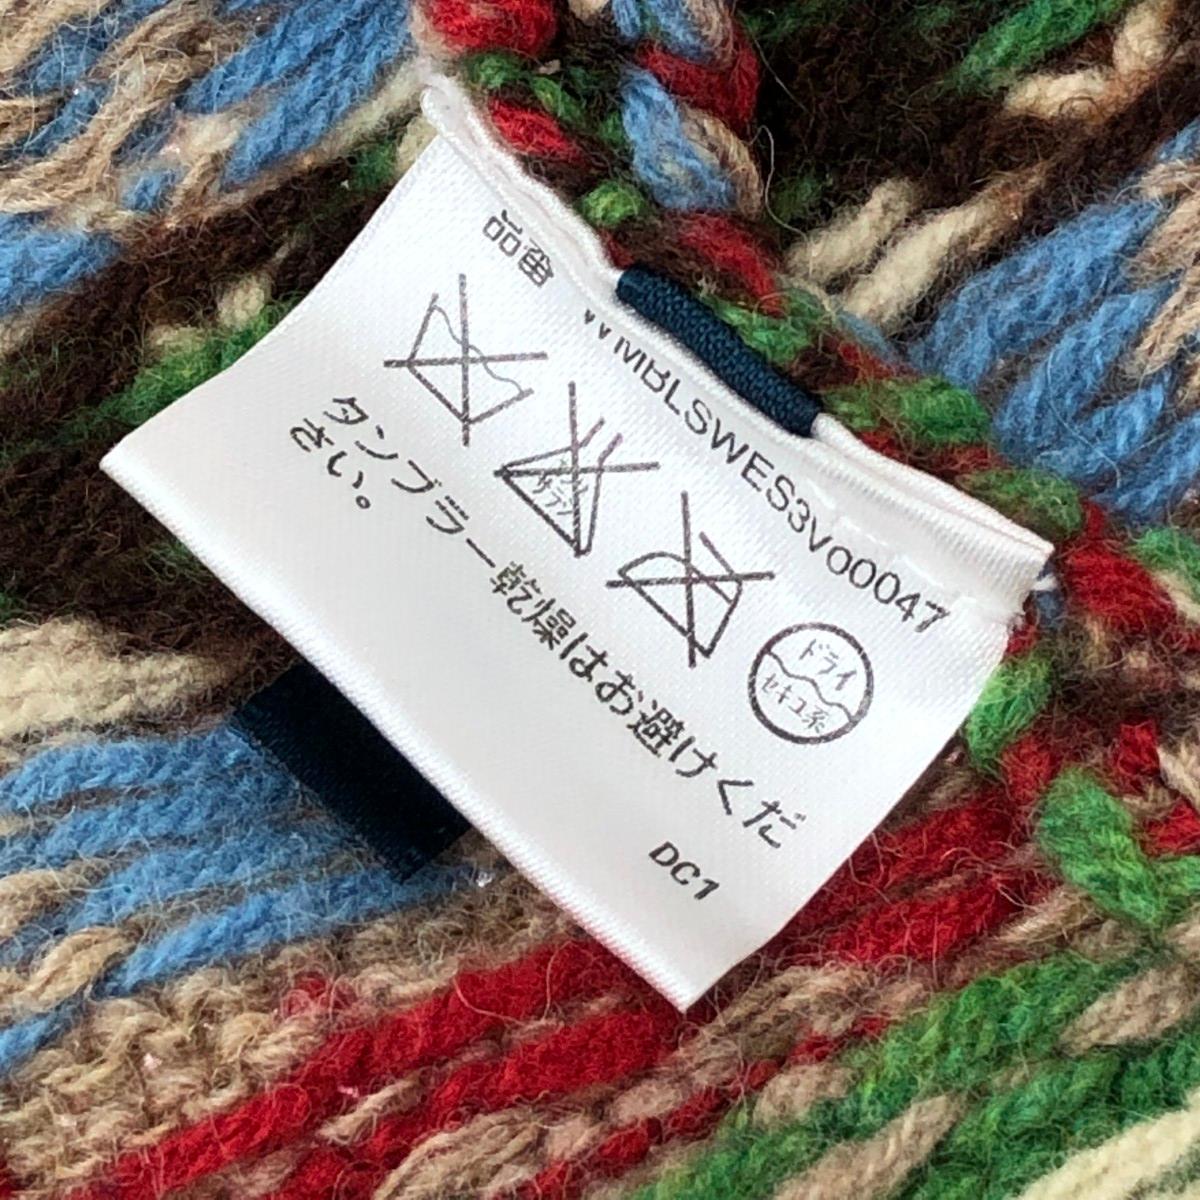 品番
WMBLSWES3V00047
ドライ
セキユ系
タンブラー乾燥はお避けくだ
さい。
DC1